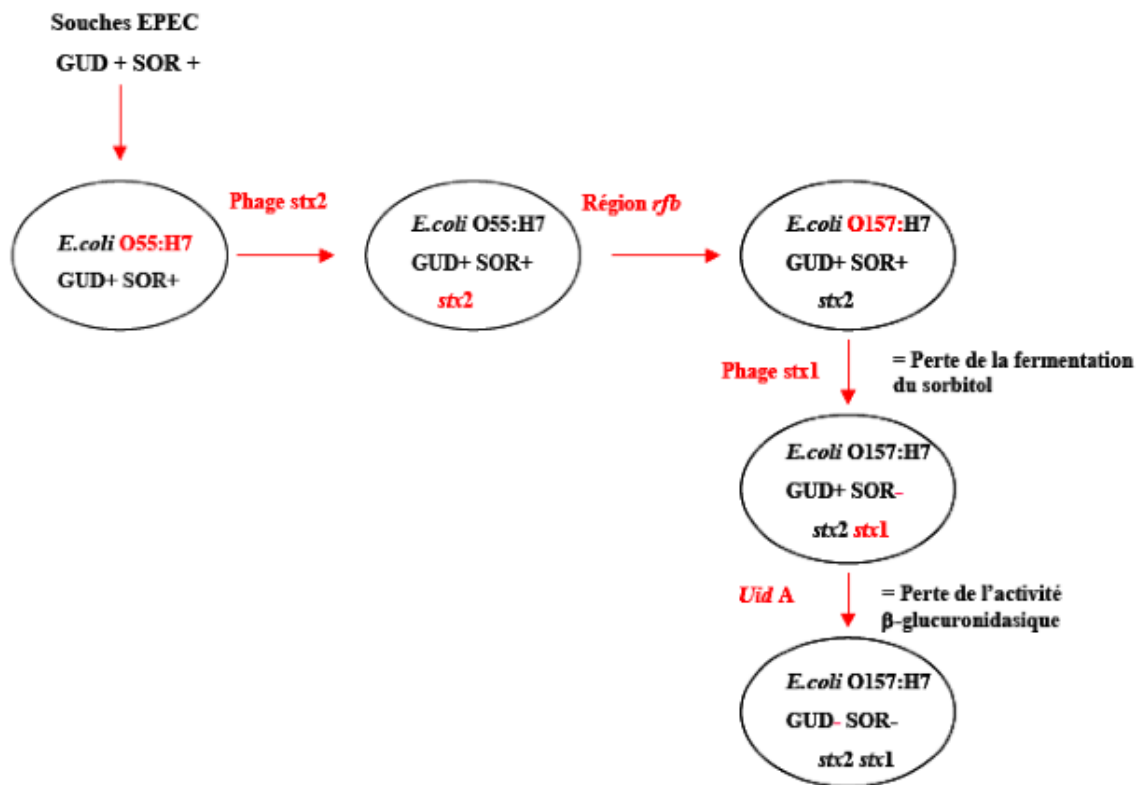 Souches EPEC
GUD + SOR +
E.coli O55:H7
GUD+ SOR+
Phage stx2
E.coli O55:H7
GUD+ SOR+
stx2
Région rfb
E.coli O157:H7
GUD+ SOR+
stx2
Phage stx1
= Perte de la fermentation
du sorbitol
E.coli O157:H7
GUD+ SOR-
stx2 stx1
Uid A
= Perte de l'activité
β-glucuronidasique
E.coli O157:H7
GUD- SOR-
stx2 stx1